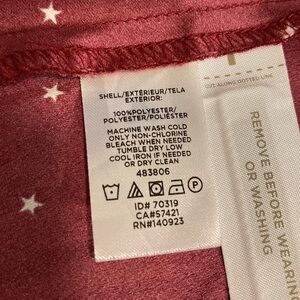 SHELL/EXTÉRIEUR/TELA
EXTERIOR:
100%POLYESTER/
POLYESTER/POLIÉSTER
MACHINE WASH COLD
ONLY NON-CHLORINE
BLEACH WHEN NEEDED
TUMBLE DRY LOW
COOL IRON IF NEEDED
OR DRY CLEAN
483806
P
ID# 70319
CA#57421
RN#140923
CUT ALONG DOTTED LINE
REMOVE BEFORE WEARIN
OR WASHING